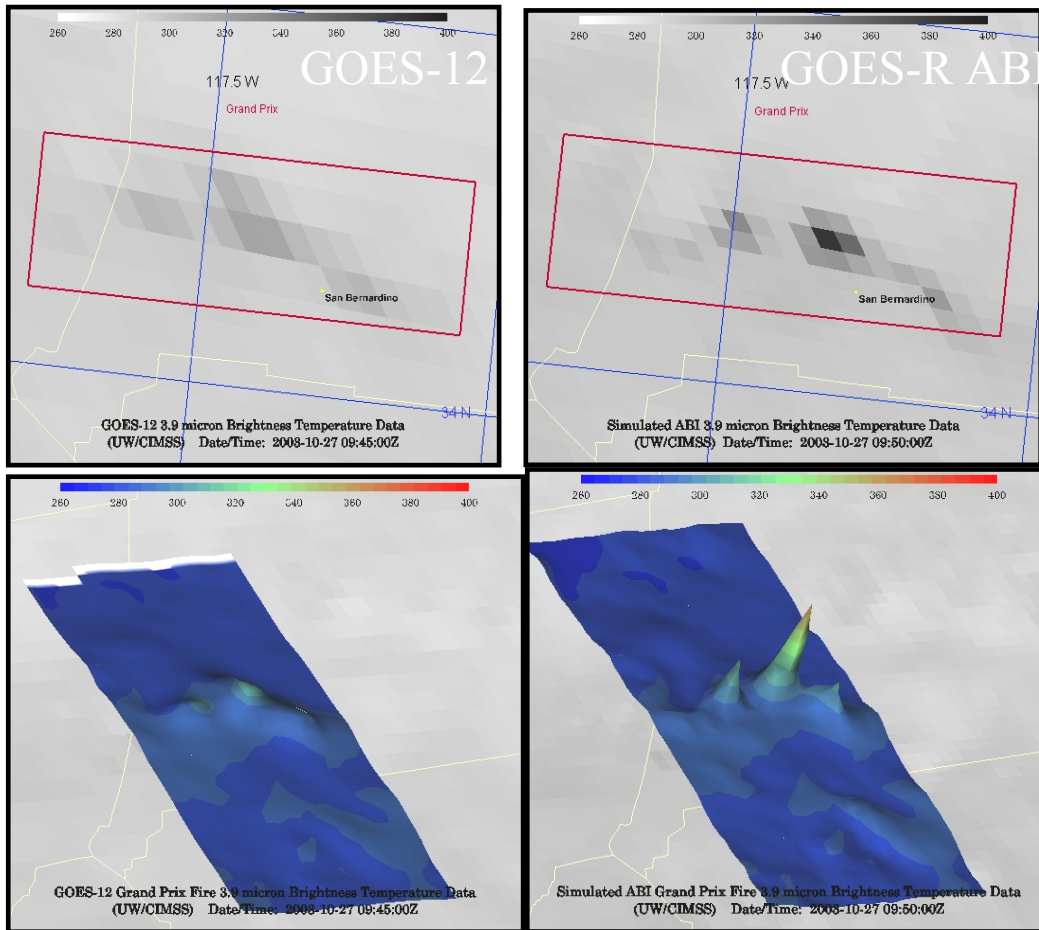 260 280 300 320 340 360 380 400
GOES-12
117.5 W
Grand Prix
San Bernardino
34 N
GOES-12 3.9 micron Brightness Temperature Data
(UW/CIMSS) Date/Time: 2003-10-27 09:45:00Z
260 280 300 320 340 360 380 400
GOES-R ABI
117.5 W
Grand Prix
San Bernardino
34 N
Simulated ABI 3.9 micron Brightness Temperature Data
(UW/CIMSS) Date/Time: 2003-10-27 09:50:00Z
260 280 300 320 340 360 380 400
GOES-12 Grand Prix Fire 3.9 micron Brightness Temperature Data
(UW/CIMSS) Date/Time: 2003-10-27 09:45:00Z
260 280 300 320 340 360 380 400
Simulated ABI Grand Prix Fire 3.9 micron Brightness Temperature Data
(UW/CIMSS) Date/Time: 2003-10-27 09:50:00Z